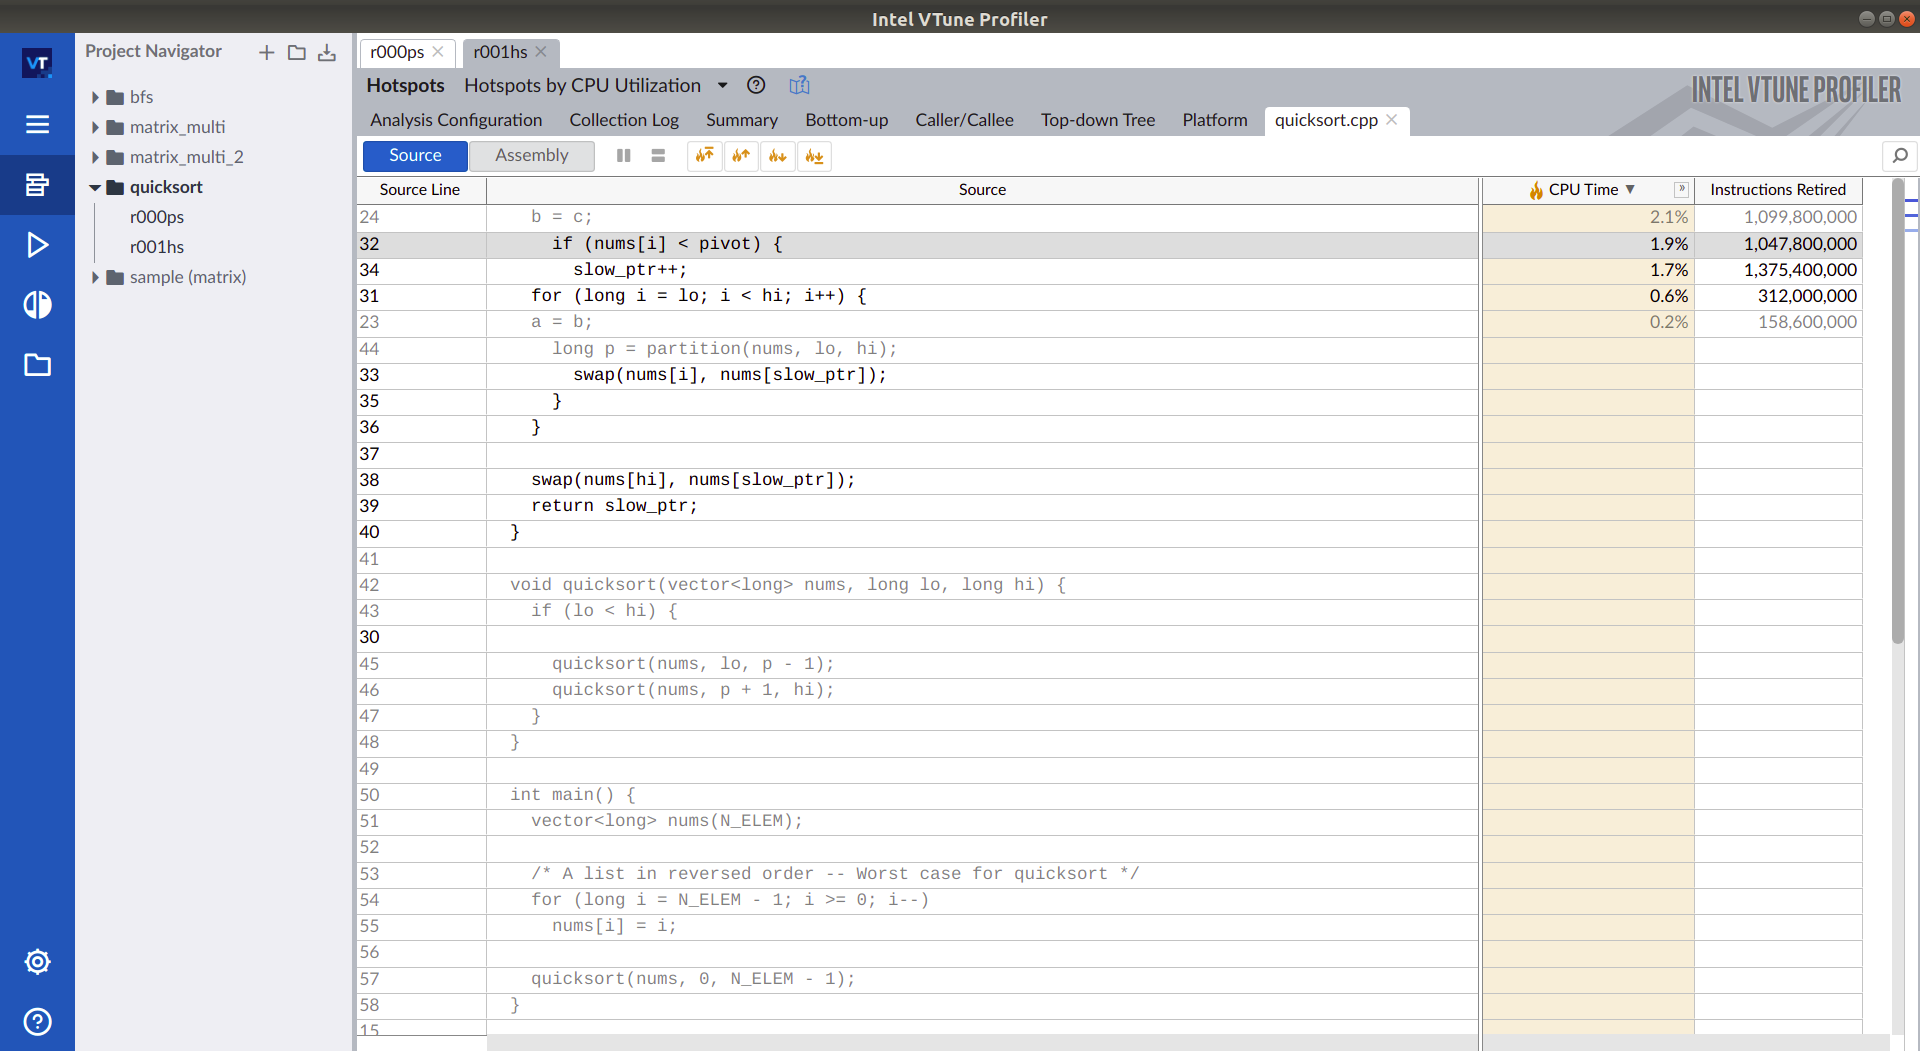 Intel VTune Profiler
VT
Project Navigator
bfs
matrix_multi
matrix_multi_2
quicksort
r000ps
r001hs
sample (matrix)
r000ps r001hs
Hotspots Hotspots by CPU Utilization
INTEL VTUNE PROFILER
Analysis Configuration Collection Log Summary Bottom-up Caller/Callee Top-down Tree Platform quicksort.cpp
Source Assembly
Source Line Source CPU Time Instructions Retired
24 b = c; 2.1% 1,099,800,000
32 if (nums[i] < pivot) { 1.9% 1,047,800,000
34 slow_ptr++; 1.7% 1,375,400,000
31 for (long i = lo; i < hi; i++) { 0.6% 312,000,000
23 a = b; 0.2% 158,600,000
44 long p = partition(nums, lo, hi);
33 swap(nums[i], nums[slow_ptr]);
35 }
36 }
37
38 swap(nums[hi], nums[slow_ptr]);
39 return slow_ptr;
40 }
41
42 void quicksort(vector<long> nums, long lo, long hi) {
43 if (lo < hi) {
30
45 quicksort(nums, lo, p - 1);
46 quicksort(nums, p + 1, hi);
47 }
48 }
49
50 int main() {
51 vector<long> nums(N_ELEM);
52
53 /* A list in reversed order -- Worst case for quicksort */
54 for (long i = N_ELEM - 1; i >= 0; i--)
55 nums[i] = i;
56
57 quicksort(nums, 0, N_ELEM - 1);
58 }
15